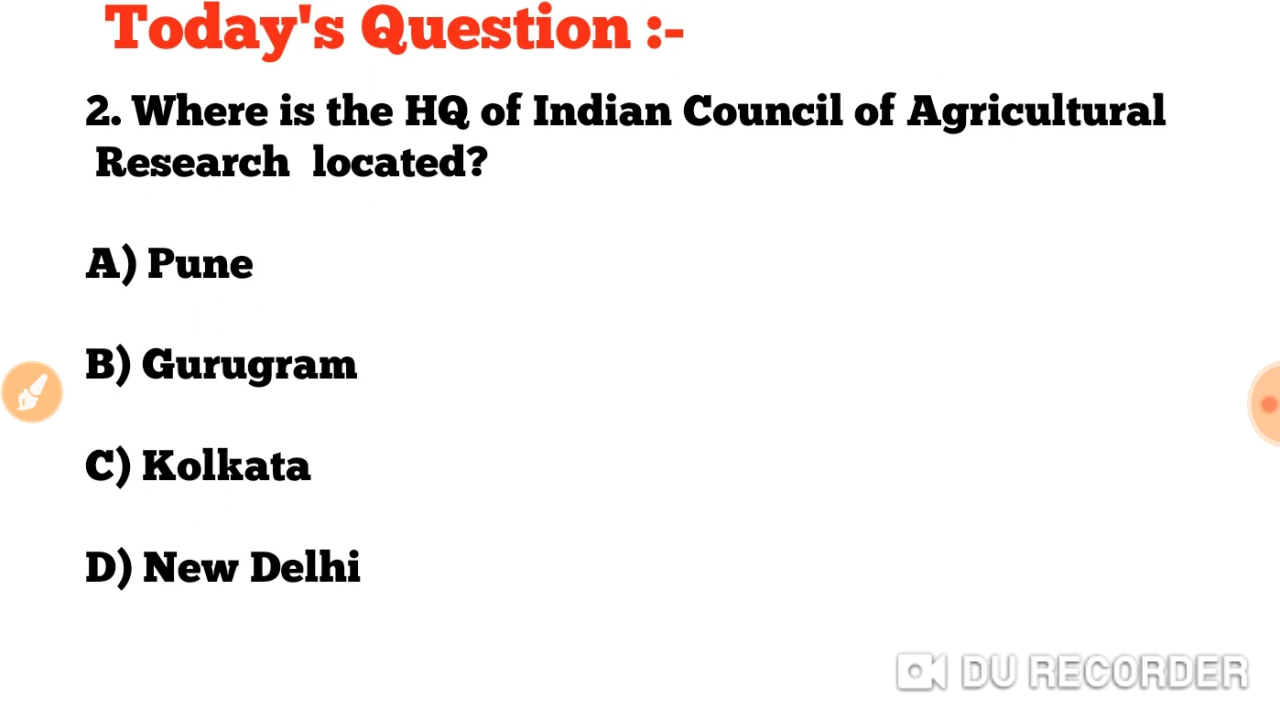 Today's Question :-
2. Where is the HQ of Indian Council of Agricultural
Research located?
A) Pune
B) Gurugram
C) Kolkata
D) New Delhi
DU RECORDER